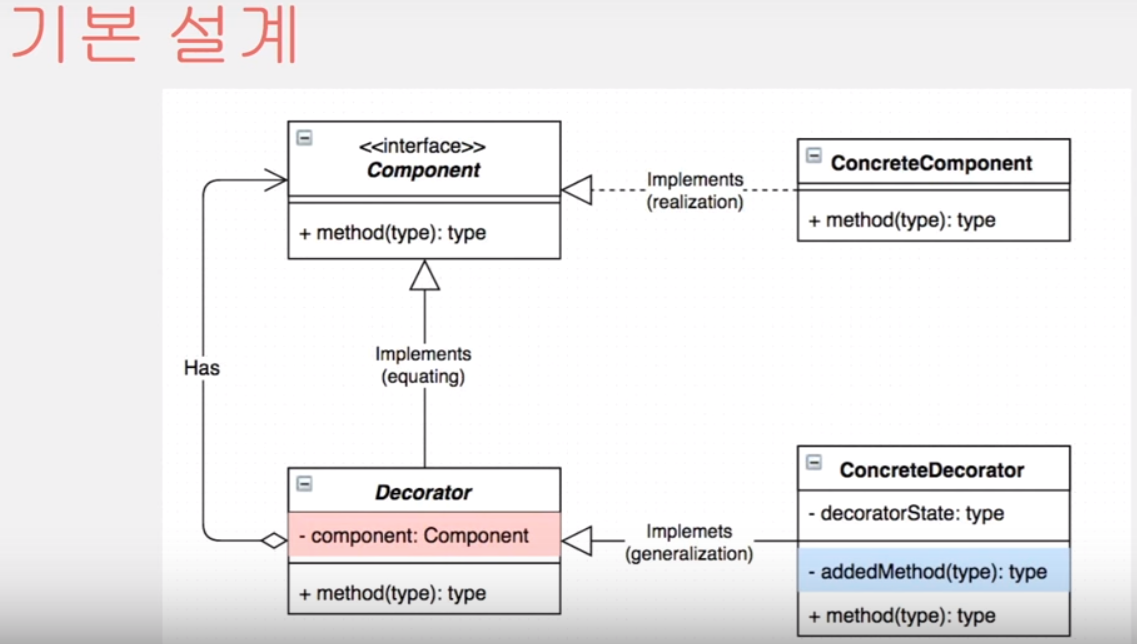 기본 설계
<<interface>>
Component
+ method(type): type
Implements
(realization)
ConcreteComponent
+ method(type): type
Has
Implements
(equating)
Decorator
- component: Component
+ method(type): type
Implemets
(generalization)
ConcreteDecorator
- decoratorState: type
- addedMethod(type): type
+ method(type): type